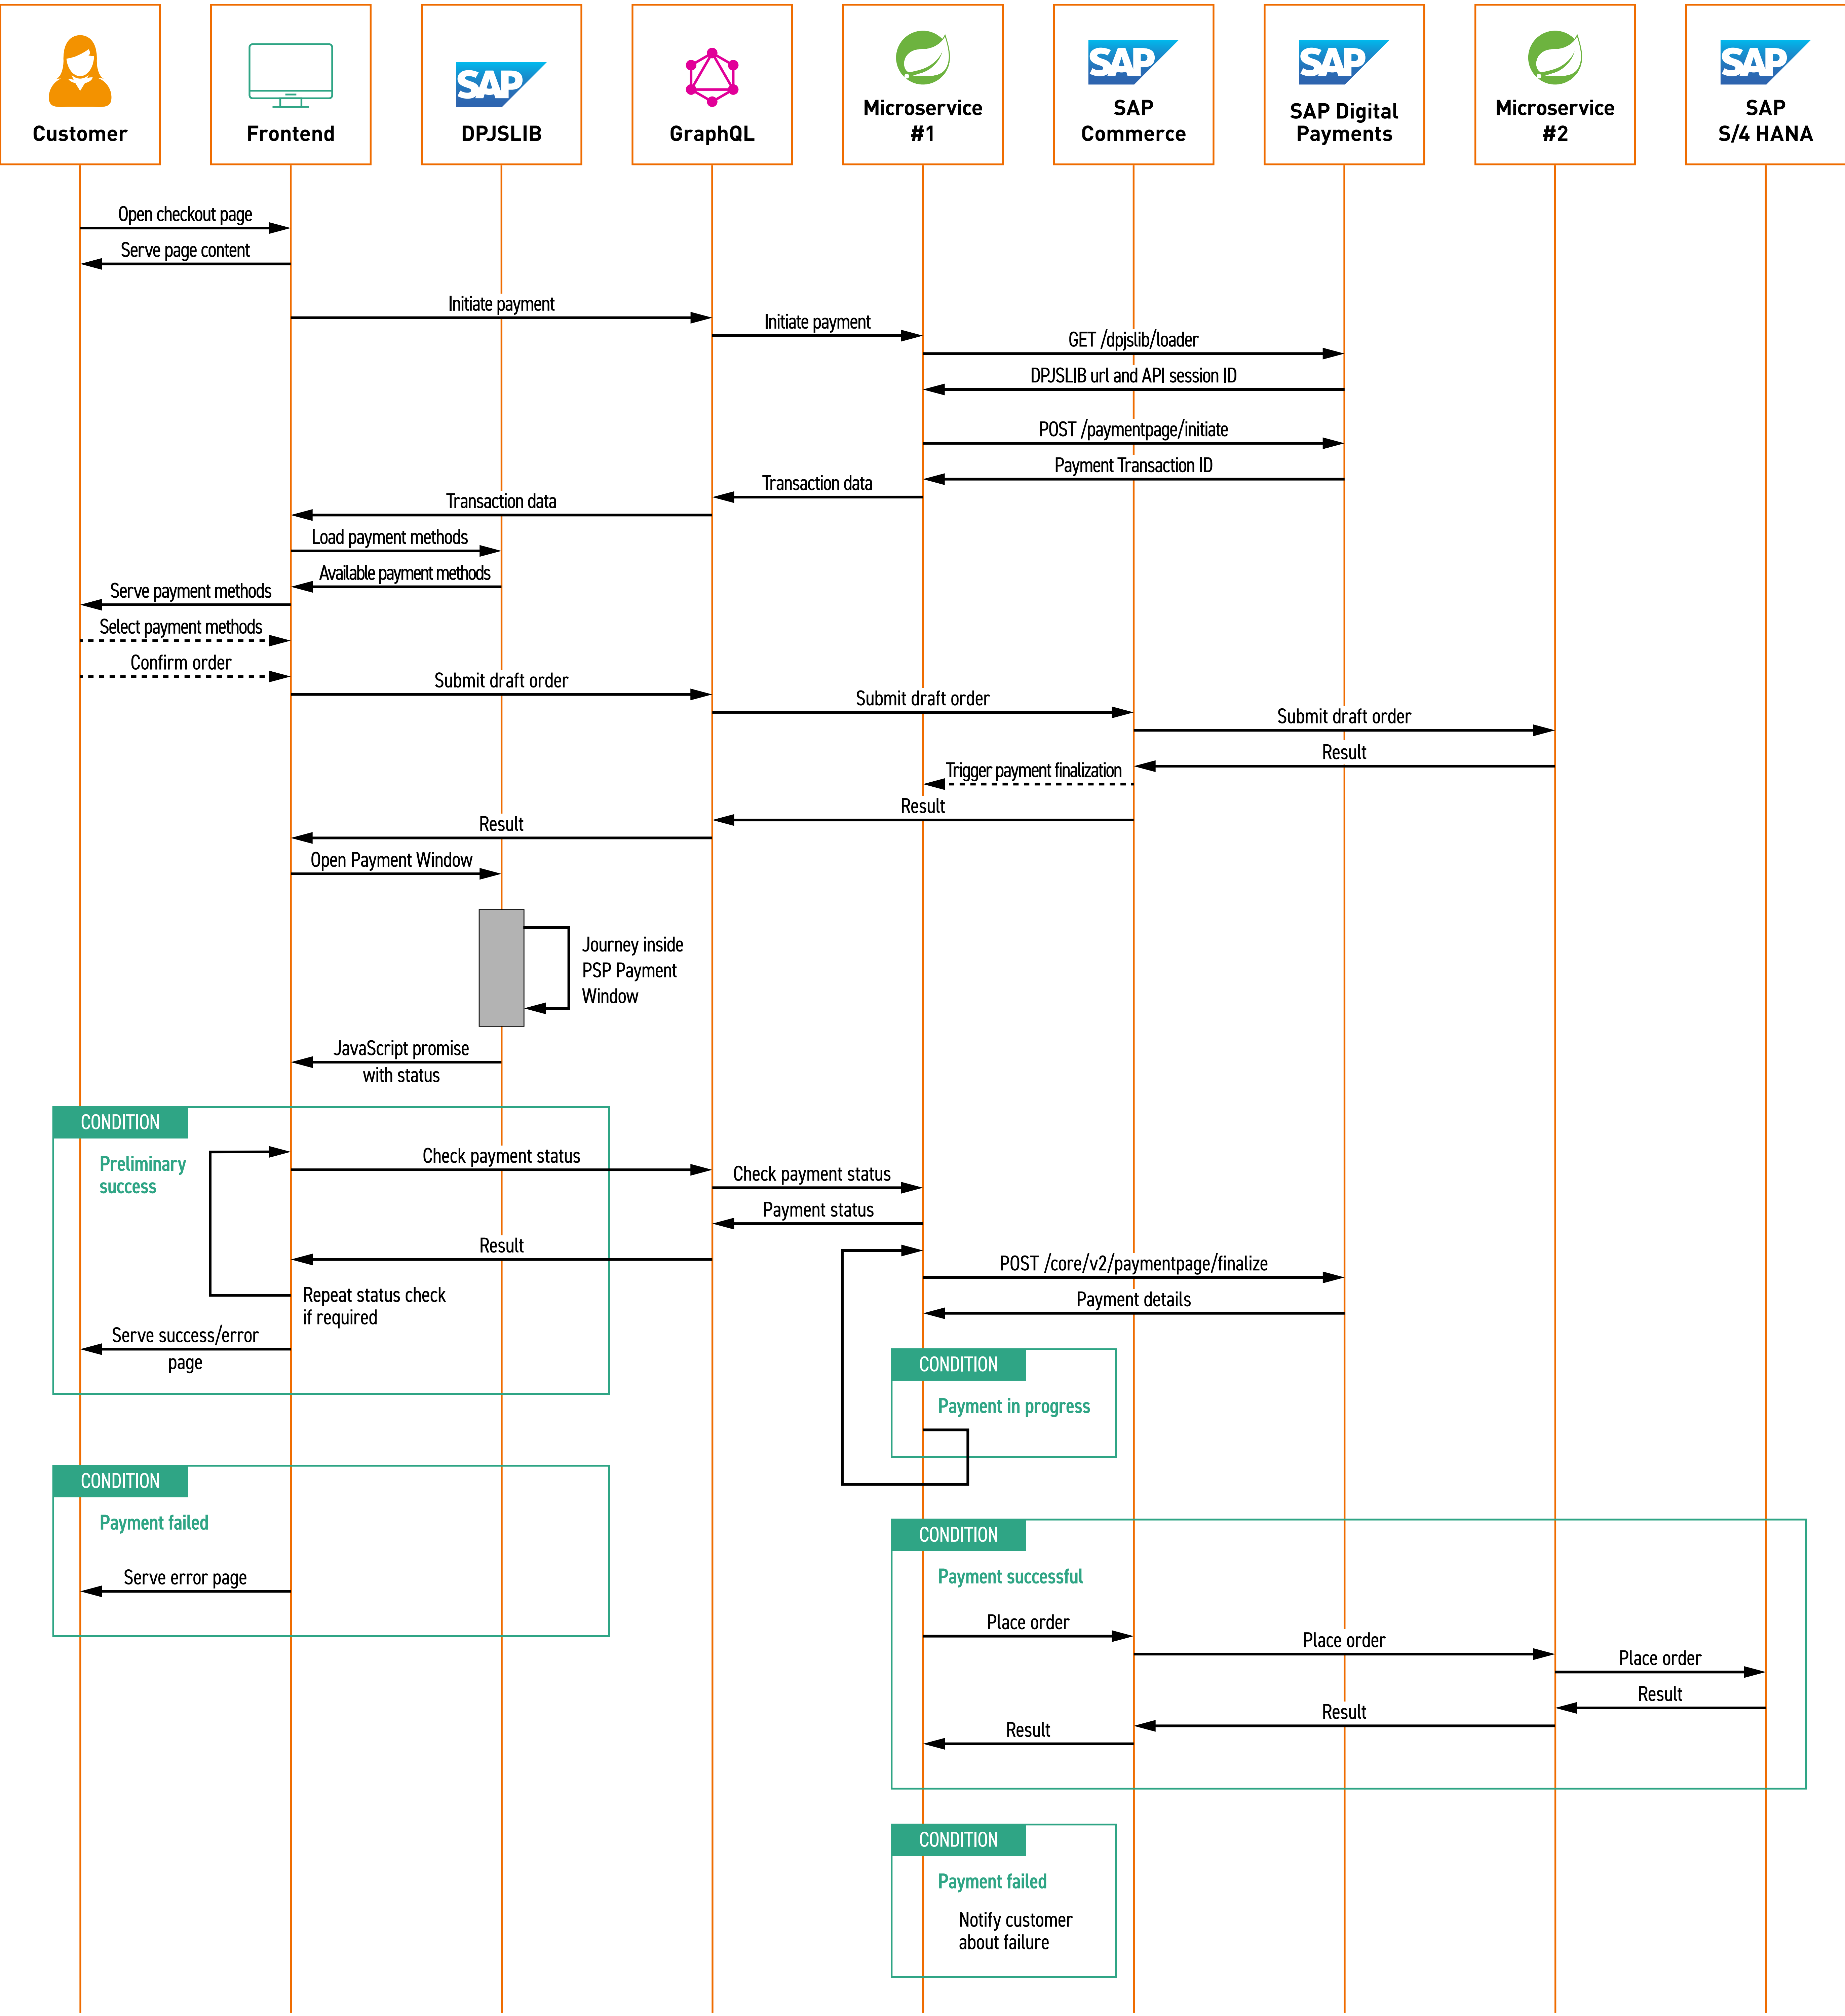 SAP
SAP
SAP
SAP
Customer
Frontend
DPJSLIB
GraphQL
Microservice
#1
SAP
Commerce
SAP Digital
Payments
Microservice
#2
SAP
S/4 HANA
Open checkout page
Serve page content
Initiate payment
Initiate payment
GET /dpjslib/loader
DPJSLIB url and API session ID
POST /paymentpage/initiate
Payment Transaction ID
Transaction data
Transaction data
Load payment methods
Available payment methods
Serve payment methods
Select payment methods
Confirm order
Submit draft order
Submit draft order
Submit draft order
Result
Trigger payment finalization
Result
Result
Open Payment Window
Journey inside
PSP Payment
Window
JavaScript promise
with status
CONDITION
Preliminary
success
Check payment status
Check payment status
Payment status
Result
POST /core/v2/paymentpage/finalize
Repeat status check
if required
Payment details
Serve success/error
page
CONDITION
Payment in progress
CONDITION
Payment failed
Serve error page
CONDITION
Payment successful
Place order
Place order
Place order
Result
Result
Result
CONDITION
Payment failed
Notify customer
about failure